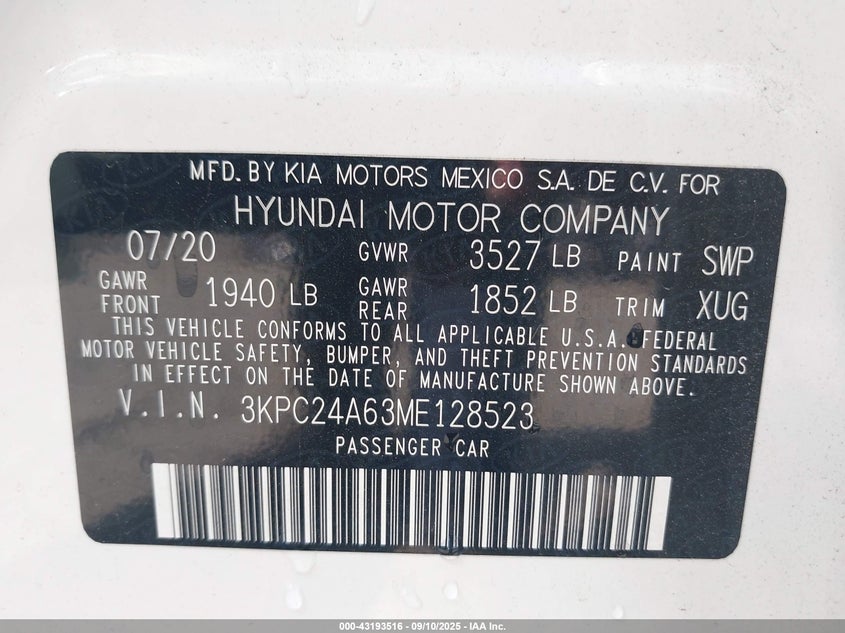 MFD. BY KIA MOTORS MEXICO S.A. DE C.V. FOR
HYUNDAI MOTOR COMPANY
07/20 GVWR 3527 LB PAINT SWP
GAWR FRONT 1940 LB GAWR REAR 1852 LB TRIM XUG
THIS VEHICLE CONFORMS TO ALL APPLICABLE U.S.A. FEDERAL
MOTOR VEHICLE SAFETY, BUMPER, AND THEFT PREVENTION STANDARDS
IN EFFECT ON THE DATE OF MANUFACTURE SHOWN ABOVE.
V.I.N. 3KPC24A63ME128523
PASSENGER CAR
000-43193516 - 09/10/2025 - IAA Inc.